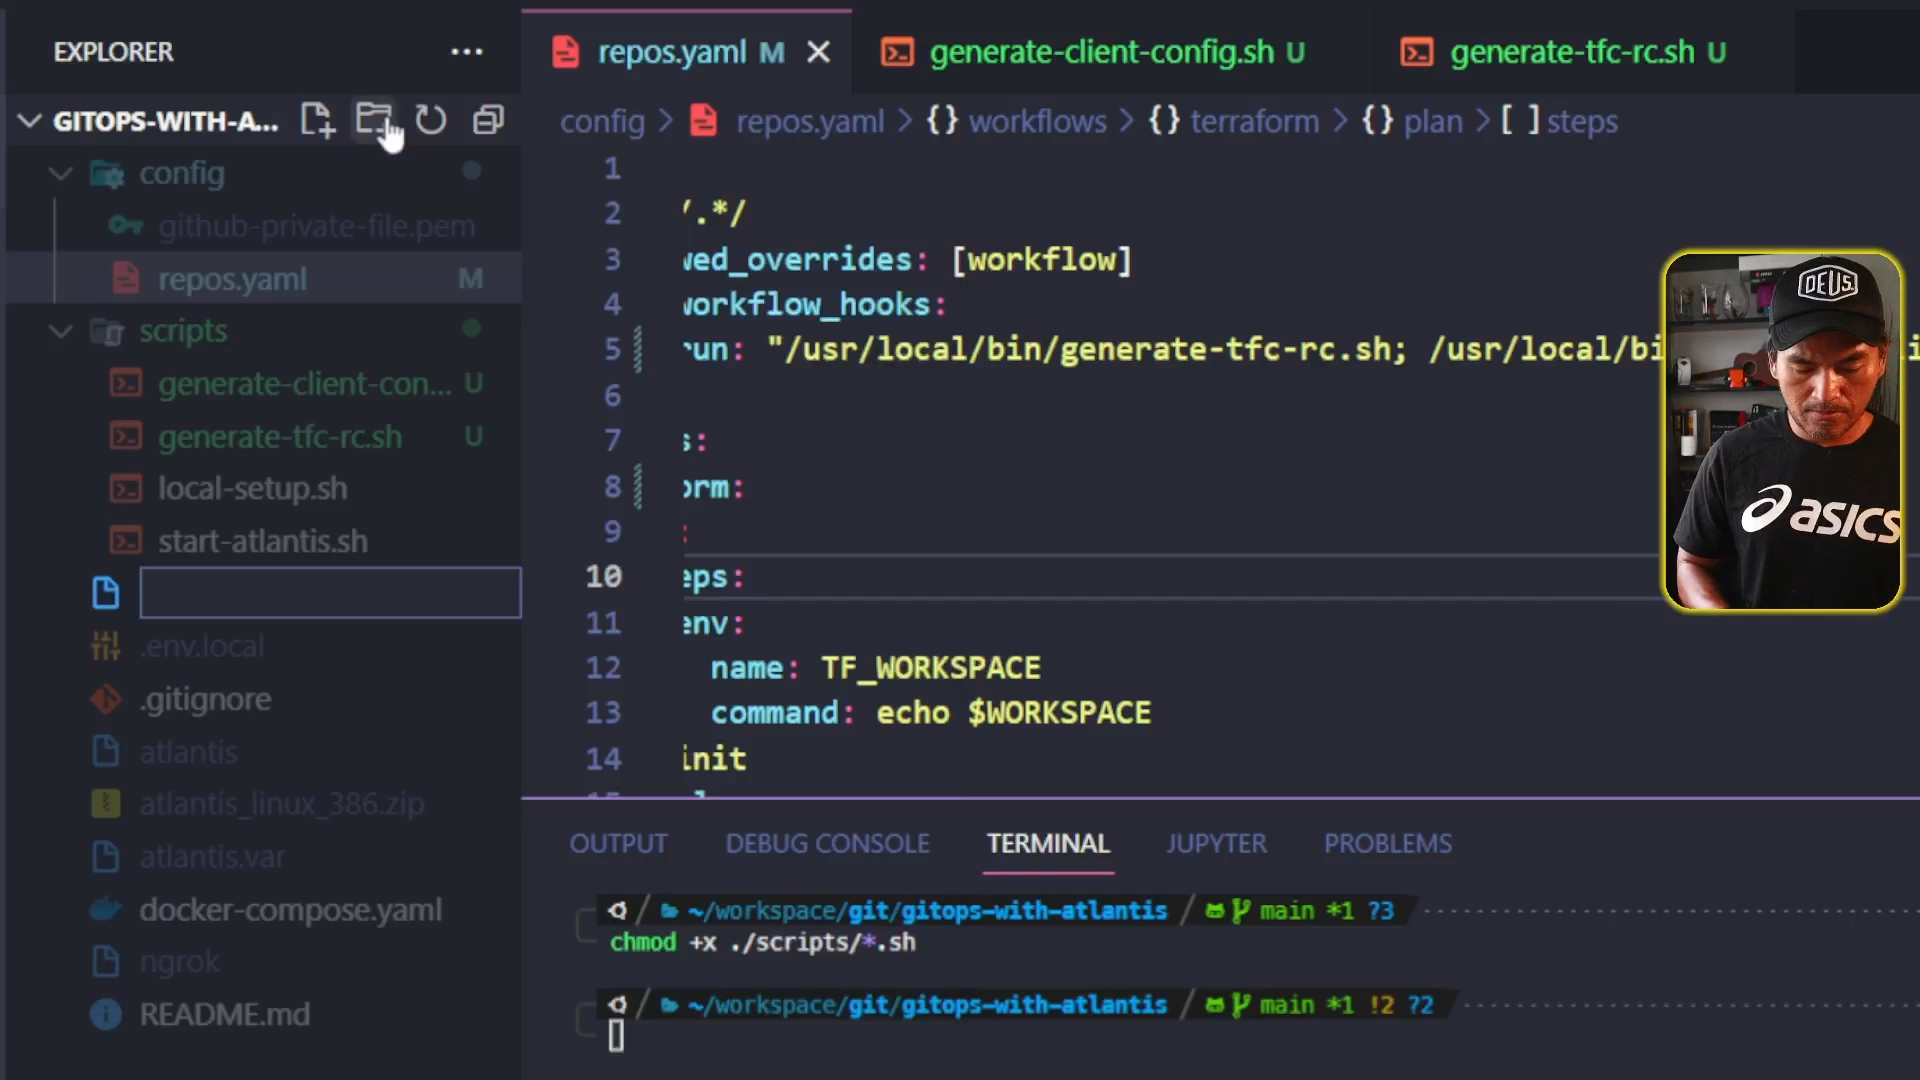 EXPLORER ...
GITOPS-WITH-A...
config
github-private-file.pem
repos.yaml M
scripts
generate-client-con... U
generate-tfc-rc.sh U
local-setup.sh
start-atlantis.sh
.env.local
.gitignore
atlantis
atlantis_linux_386.zip
atlantis.var
docker-compose.yaml
ngrok
README.md
repos.yaml M
generate-client-config.sh U
generate-tfc-rc.sh U
config > repos.yaml > {} workflows > {} terraform > {} plan > [ ] steps
1
2 /.*/
3 wed_overrides: [workflow]
4 workflow_hooks:
5 run: "/usr/local/bin/generate-tfc-rc.sh; /usr/local/bi
6
7 s:
8 orm:
9 :
10 eps:
11 env:
12 name: TF_WORKSPACE
13 command: echo $WORKSPACE
14 init
OUTPUT DEBUG CONSOLE TERMINAL JUPYTER PROBLEMS
~/workspace/git/gitops-with-atlantis / main *1 ?3
chmod +x ./scripts/*.sh
~/workspace/git/gitops-with-atlantis / main *1 !2 ?2
DEUS.
asics